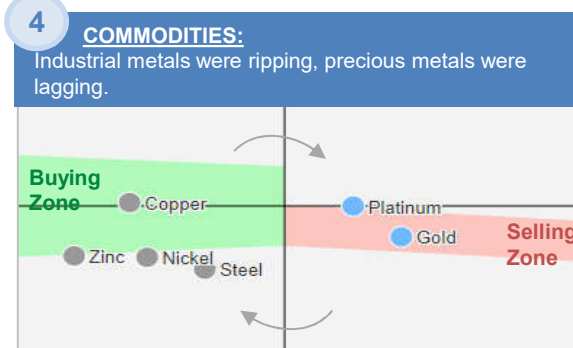 4
COMMODITIES:
Industrial metals were ripping, precious metals were
lagging.
Buying
Zone
Copper
Platinum
Gold
Selling
Zone
Zinc
Nickel
Steel